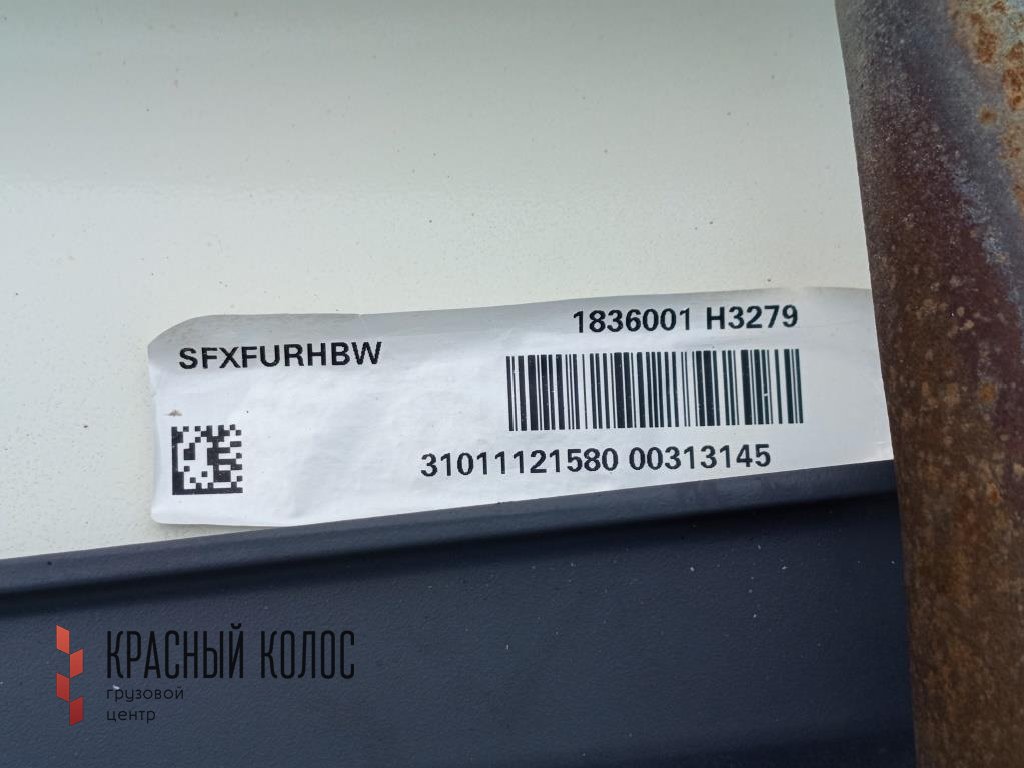 1836001 H3279
SFXFURHBW
31011121580 00313145
КРАСНЫЙ КОЛОС
грузовой
центр